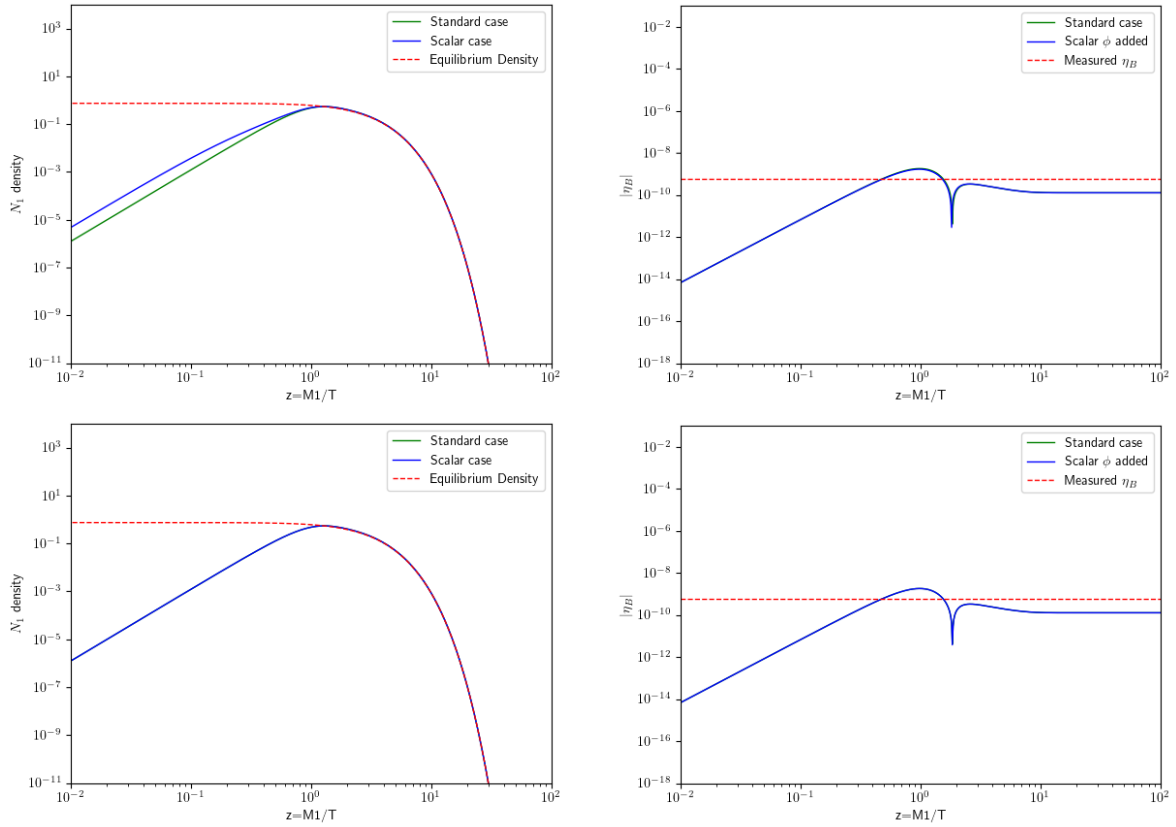 Standard case
Scalar case
Equilibrium Density
10^3
10^1
10^{-1}
10^{-3}
10^{-5}
10^{-7}
10^{-9}
10^{-11}
N_1 density
10^{-2} 10^{-1} 10^0 10^1 10^2
z=M1/T
Standard case
Scalar ϕ added
Measured η_B
10^{-2}
10^{-4}
10^{-6}
10^{-8}
10^{-10}
10^{-12}
10^{-14}
10^{-16}
10^{-18}
|η_B|
10^{-2} 10^{-1} 10^0 10^1 10^2
z=M1/T
Standard case
Scalar case
Equilibrium Density
10^3
10^1
10^{-1}
10^{-3}
10^{-5}
10^{-7}
10^{-9}
10^{-11}
N_1 density
10^{-2} 10^{-1} 10^0 10^1 10^2
z=M1/T
Standard case
Scalar ϕ added
Measured η_B
10^{-2}
10^{-4}
10^{-6}
10^{-8}
10^{-10}
10^{-12}
10^{-14}
10^{-16}
10^{-18}
|η_B|
10^{-2} 10^{-1} 10^0 10^1 10^2
z=M1/T